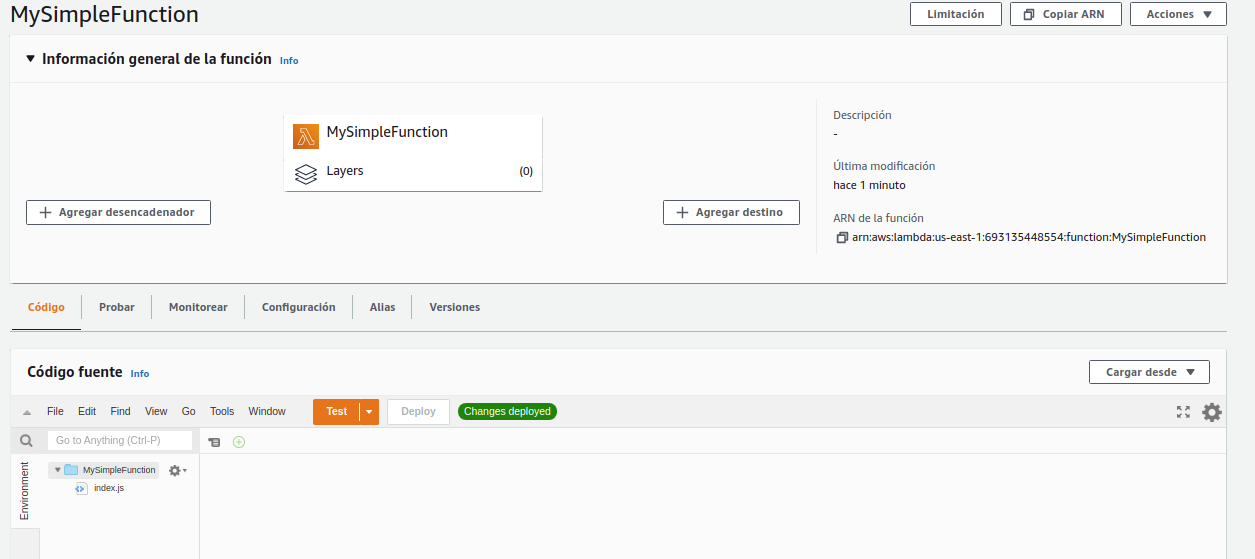 MySimpleFunction
Limitación
Copiar ARN
Acciones
Información general de la función Info
MySimpleFunction
Layers (0)
Agregar desencadenador
Agregar destino
Descripción
-
Última modificación
hace 1 minuto
ARN de la función
arn:aws:lambda:us-east-1:693135448554:function:MySimpleFunction
Código Probar Monitorear Configuración Alias Versiones
Código fuente Info
Cargar desde
File Edit Find View Go Tools Window Test Deploy Changes deployed
Go to Anything (Ctrl-P)
Environment
MySimpleFunction
index.js